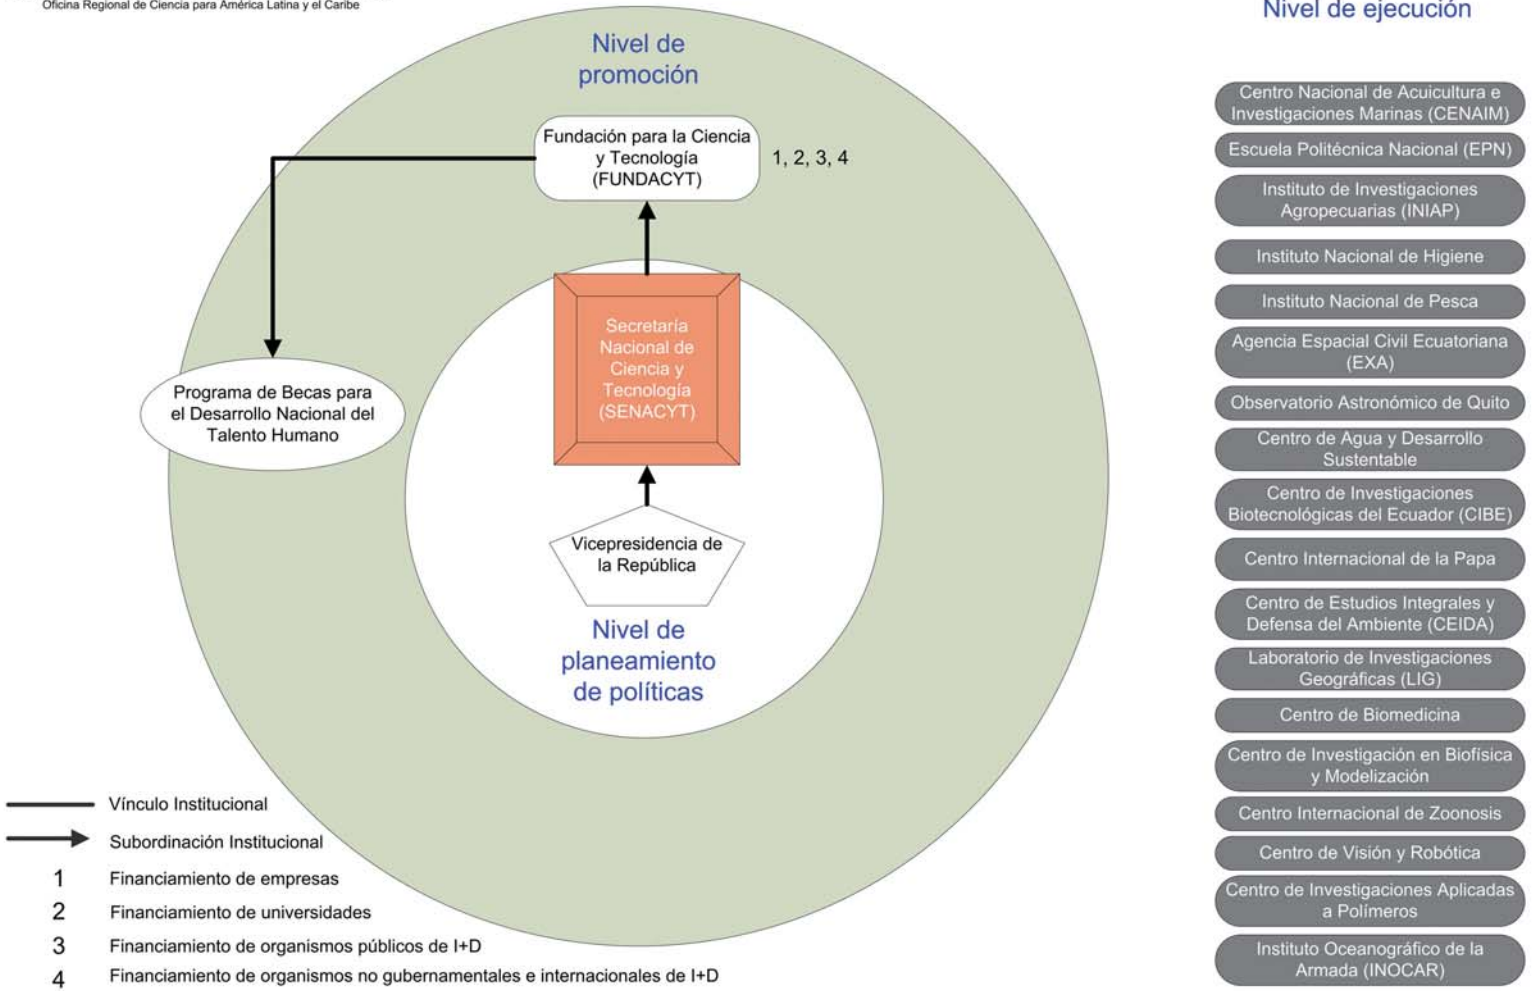 Oficina Regional de Ciencia para América Latina y el Caribe
Nivel de
promoción
Fundación para la Ciencia
y Tecnología
(FUNDACYT)
1, 2, 3, 4
Secretaría
Nacional de
Ciencia y
Tecnología
(SENACYT)
Programa de Becas para
el Desarrollo Nacional del
Talento Humano
Vicepresidencia de
la República
Nivel de
planeamiento
de políticas
Vínculo Institucional
Subordinación Institucional
1 Financiamiento de empresas
2 Financiamiento de universidades
3 Financiamiento de organismos públicos de I+D
4 Financiamiento de organismos no gubernamentales e internacionales de I+D
Nivel de ejecución
Centro Nacional de Acuicultura e
Investigaciones Marinas (CENAIM)
Escuela Politécnica Nacional (EPN)
Instituto de Investigaciones
Agropecuarias (INIAP)
Instituto Nacional de Higiene
Instituto Nacional de Pesca
Agencia Espacial Civil Ecuatoriana
(EXA)
Observatorio Astronómico de Quito
Centro de Agua y Desarrollo
Sustentable
Centro de Investigaciones
Biotecnológicas del Ecuador (CIBE)
Centro Internacional de la Papa
Centro de Estudios Integrales y
Defensa del Ambiente (CEIDA)
Laboratorio de Investigaciones
Geográficas (LIG)
Centro de Biomedicina
Centro de Investigación en Biofísica
y Modelización
Centro Internacional de Zoonosis
Centro de Visión y Robótica
Centro de Investigaciones Aplicadas
a Polímeros
Instituto Oceanográfico de la
Armada (INOCAR)